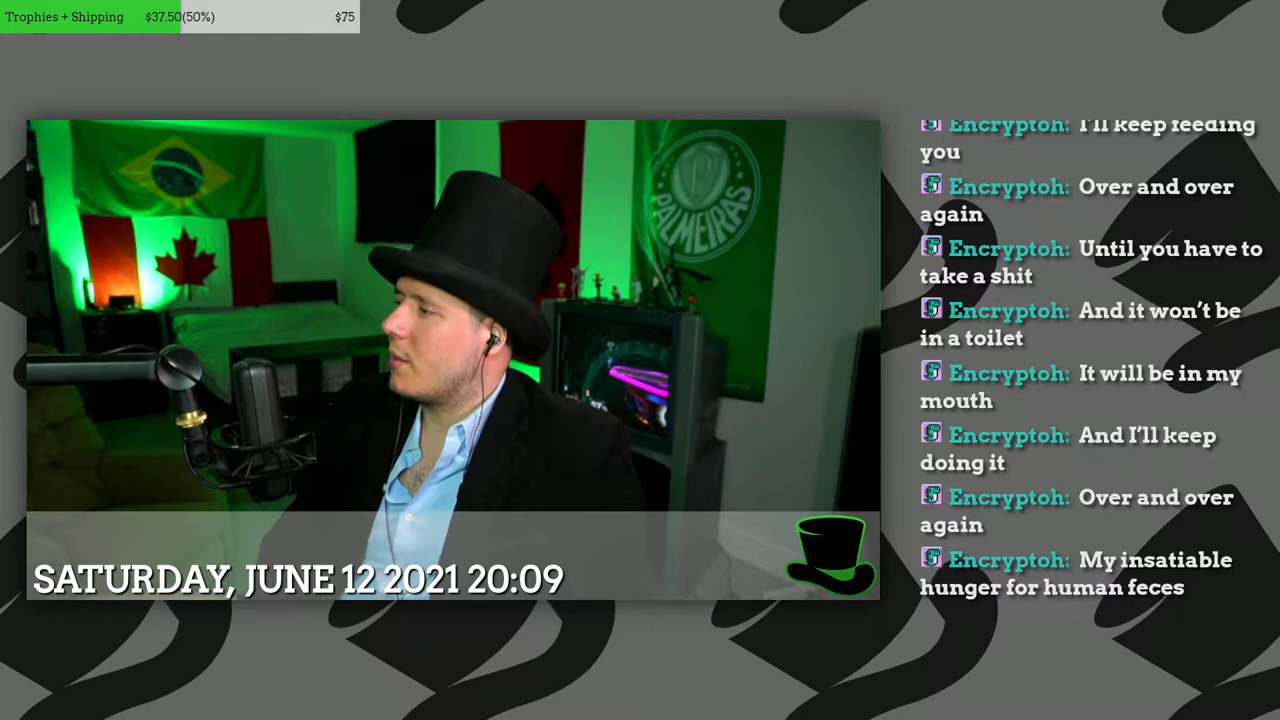 Trophies + Shipping $37.50(50%) $75
PALMEIRAS
Encryptoh: I'll keep feeding
you
Encryptoh: Over and over
again
Encryptoh: Until you have to
take a shit
Encryptoh: And it won't be
in a toilet
Encryptoh: It will be in my
mouth
Encryptoh: And I'll keep
doing it
Encryptoh: Over and over
again
Encryptoh: My insatiable
hunger for human feces
SATURDAY, JUNE 12 2021 20:09